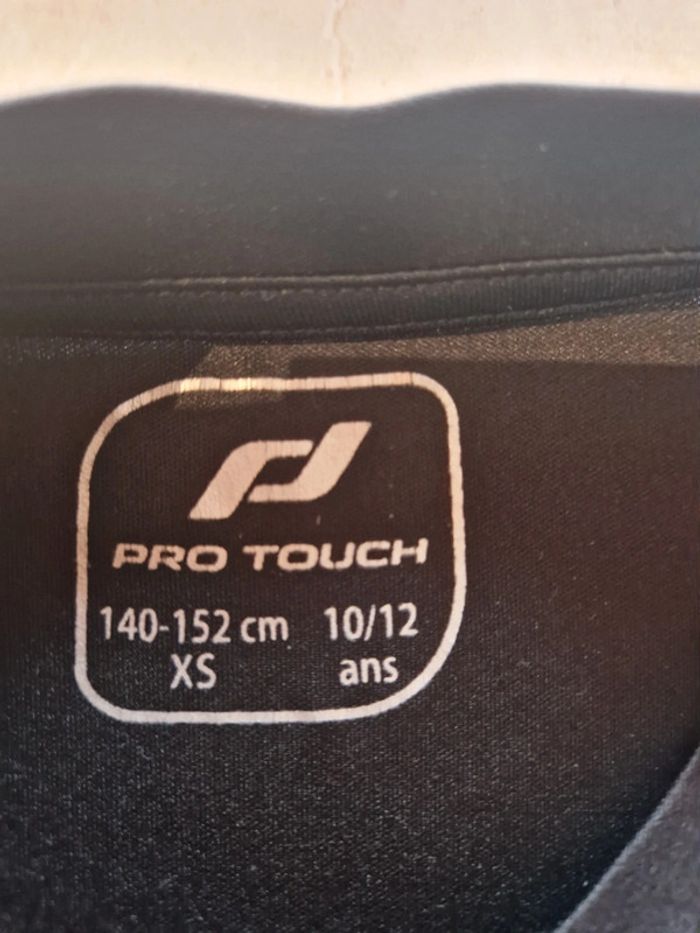 PRO TOUCH
140-152 cm 10/12
XS ans